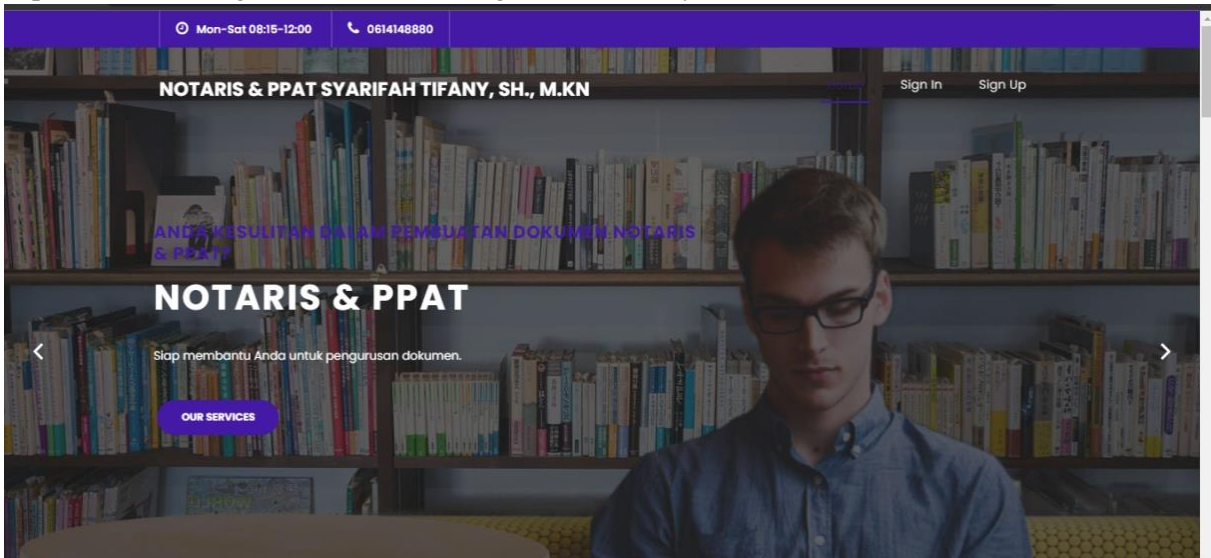 Mon-Sat 08:15-12:00
0614148880
NOTARIS & PPAT SYARIFAH TIFANY, SH., M.KN
Home
Sign In
Sign Up
ANDA KESULITAN DALAM PEMBUATAN DOKUMEN NOTARIS
& PPAT?
NOTARIS & PPAT
Siap membantu Anda untuk pengurusan dokumen.
OUR SERVICES